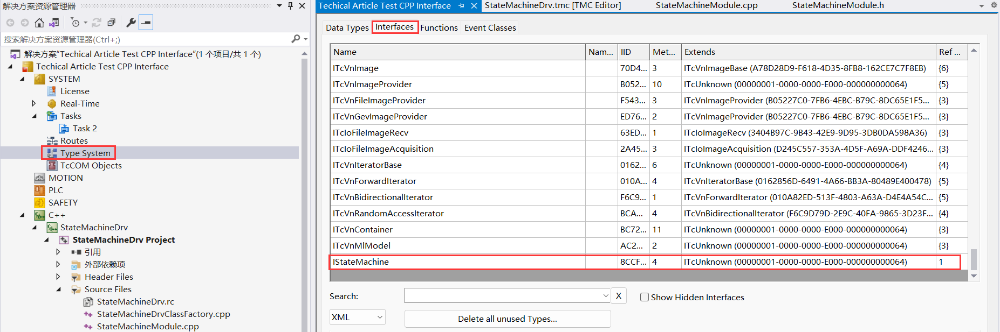 解决方案资源管理器
搜索解决方案资源管理器(Ctrl+;)
解决方案"Techical Article Test CPP Interface"(1 个项目/共 1 个)
Techical Article Test CPP Interface
SYSTEM
License
Real-Time
Tasks
Task 2
Routes
Type System
TcCOM Objects
MOTION
PLC
SAFETY
C++
StateMachineDrv
StateMachineDrv Project
引用
外部依赖项
Header Files
Source Files
StateMachineDrv.rc
StateMachineDrvClassFactory.cpp
StateMachineModule.cpp
Techical Article Test CPP Interface StateMachineDrv.tmc [TMC Editor] StateMachineModule.cpp StateMachineModule.h
Data Types Interfaces Functions Event Classes
Name Nam... IID Met... Extends Ref ...
ITcVnImage 70D4... 3 ITcVnImageBase (A78D28D9-F618-4D35-8FB8-162CE7C7F8EB) {6}
ITcVnImageProvider B052... 10 ITcUnknown (00000001-0000-0000-E000-000000000064) {5}
ITcVnFileImageProvider F543... 3 ITcVnImageProvider (B05227C0-7FB6-4EBC-B79C-8DC65E1F5... {3}
ITcVnGevImageProvider ED76... 2 ITcVnImageProvider (B05227C0-7FB6-4EBC-B79C-8DC65E1F5... {3}
ITcIoFileImageRecv 63ED... 1 ITcIoImageRecv (3404B97C-9B43-42E9-9D95-3DB0DA598A36) {3}
ITcIoFileImageAcquisition 2A45... 3 ITcIoImageAcquisition (D245C557-353A-4D5F-A69A-DDF4246... {3}
ITcVnIteratorBase 0162... 6 ITcUnknown (00000001-0000-0000-E000-000000000064) {4}
ITcVnForwardIterator 010A... 4 ITcVnIteratorBase (0162856D-6491-4A66-BB3A-80489E400478) {5}
ITcVnBidirectionalIterator F6C9... 1 ITcVnForwardIterator (010A82ED-513F-4803-A63A-D4E4A54C... {5}
ITcVnRandomAccessIterator BCA... 4 ITcVnBidirectionalIterator (F6C9D79D-2E9C-40FA-9865-3D23F... {4}
ITcVnContainer BC72... 11 ITcUnknown (00000001-0000-0000-E000-000000000064) {3}
ITcVnMlModel AC2... 2 ITcUnknown (00000001-0000-0000-E000-000000000064) {3}
IStateMachine 8CCF... 4 ITcUnknown (00000001-0000-0000-E000-000000000064) 1
Search: X Show Hidden Interfaces
XML Delete all unused Types...